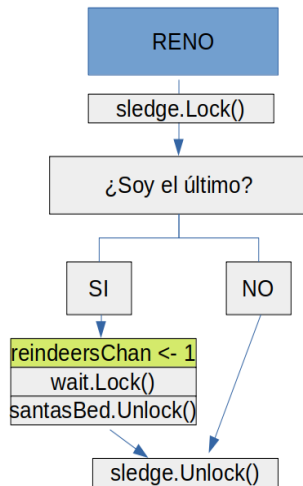 RENO
sledge.Lock()
¿Soy el último?
SI
NO
reindeersChan <- 1
wait.Lock()
santasBed.Unlock()
sledge.Unlock()